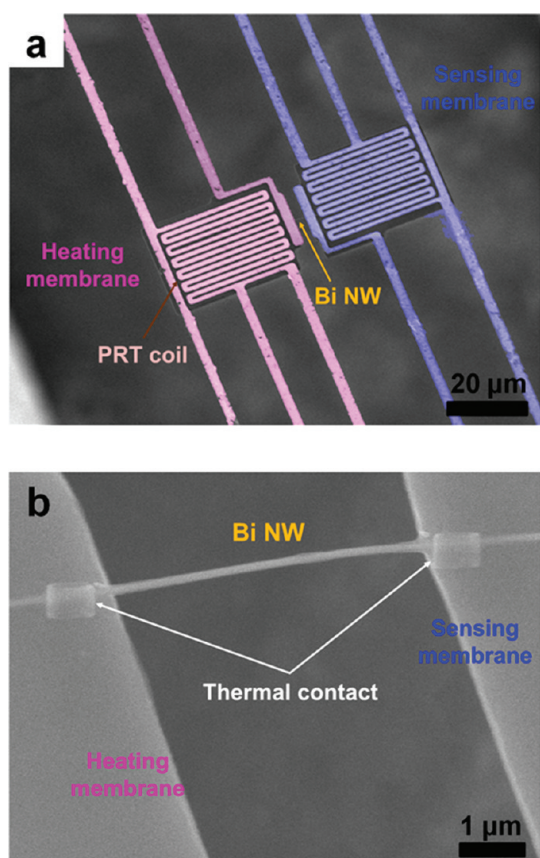 a
Sensing
membrane
Heating
membrane
Bi NW
PRT coil
20 µm
b
Bi NW
Sensing
membrane
Thermal contact
Heating
membrane
1 µm